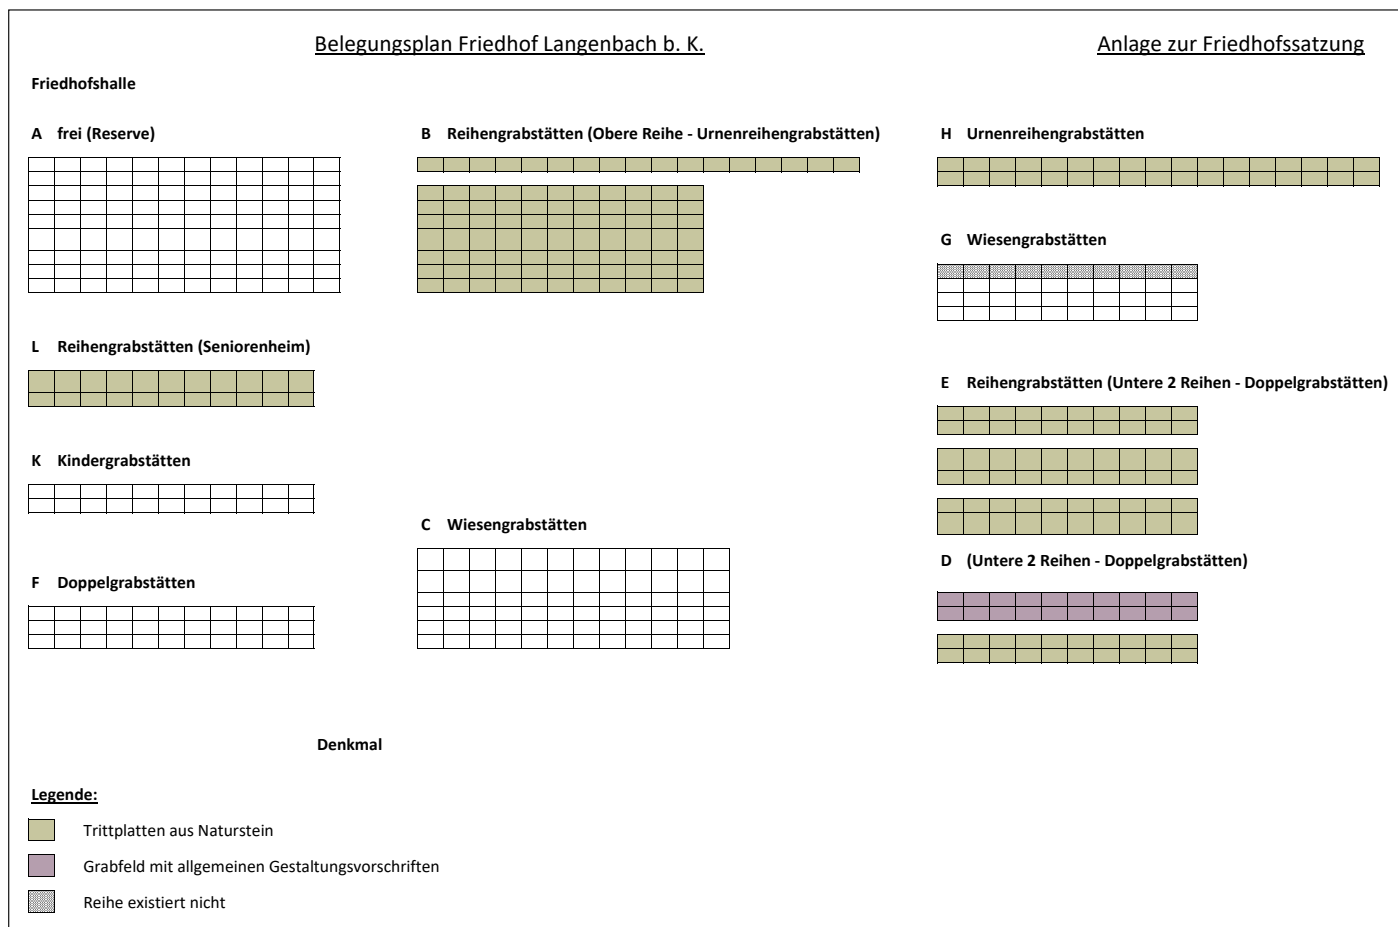 Belegungsplan Friedhof Langenbach b. K.
Anlage zur Friedhofssatzung
Friedhofshalle
A frei (Reserve)
B Reihengrabstätten (Obere Reihe - Urnenreihengrabstätten)
H Urnenreihengrabstätten
G Wiesengrabstätten
L Reihengrabstätten (Seniorenheim)
E Reihengrabstätten (Untere 2 Reihen - Doppelgrabstätten)
K Kindergrabstätten
C Wiesengrabstätten
D (Untere 2 Reihen - Doppelgrabstätten)
F Doppelgrabstätten
Denkmal
Legende:
Trittplatten aus Naturstein
Grabfeld mit allgemeinen Gestaltungsvorschriften
Reihe existiert nicht